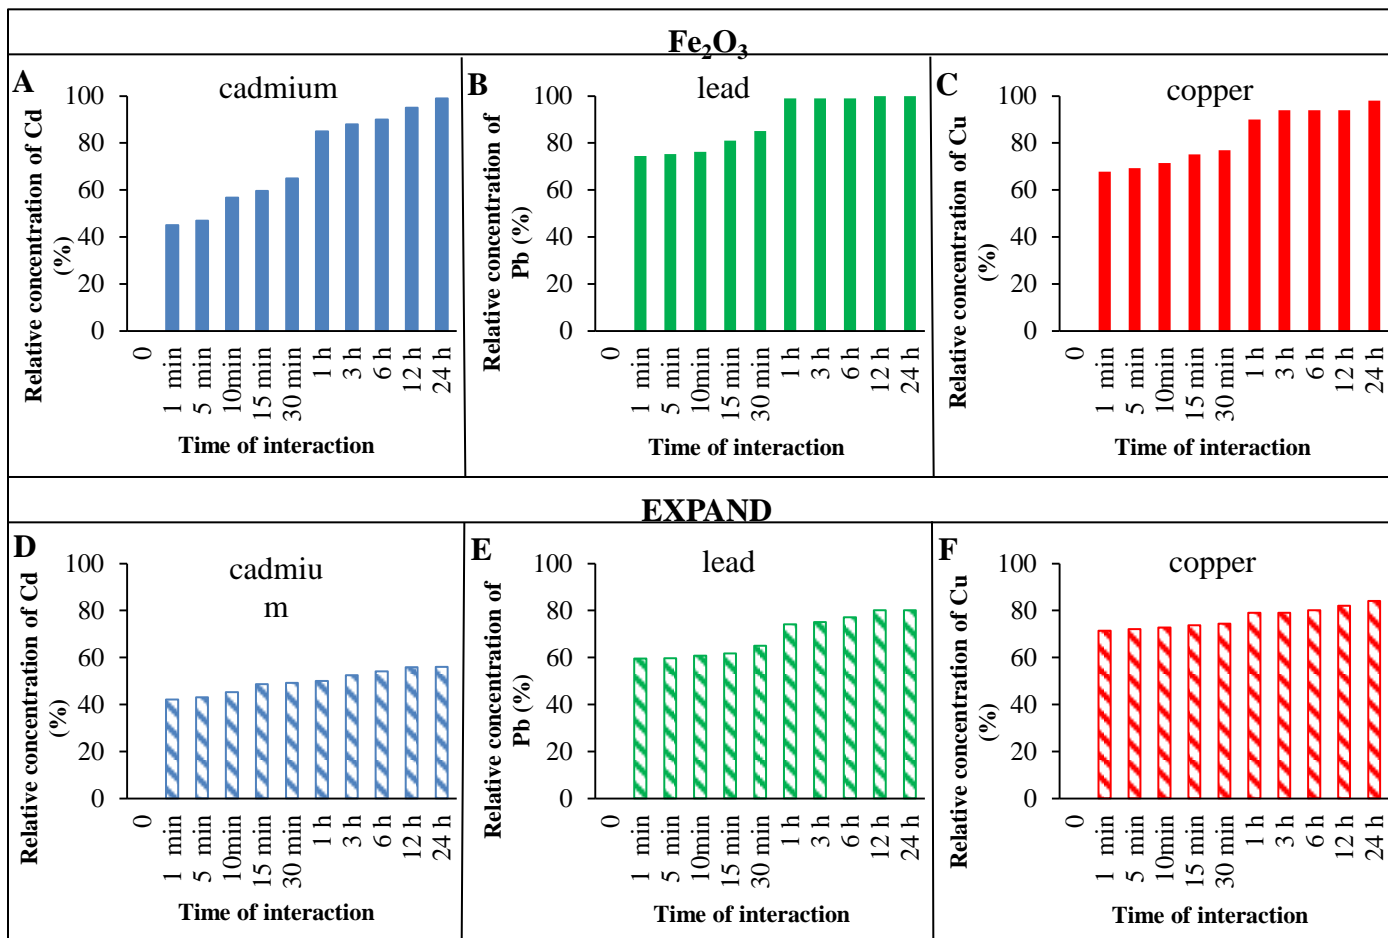 Fe₂O₃
A
cadmium
Relative concentration of Cd
(%)
100
80
60
40
20
0
0
1 min
5 min
10min
15 min
30 min
1 h
3 h
6 h
12 h
24 h
Time of interaction
B
lead
Relative concentration of
Pb (%)
100
80
60
40
20
0
0
1 min
5 min
10 min
15 min
30 min
1 h
3 h
6 h
12 h
24 h
Time of interaction
C
copper
Relative concentration of Cu
(%)
100
80
60
40
20
0
0
1 min
5 min
10 min
15 min
30 min
1 h
3 h
6 h
12 h
24 h
Time of interaction
EXPAND
D
cadmiu
m
Relative concentration of Cd
(%)
100
80
60
40
20
0
0
1 min
5 min
10min
15 min
30 min
1 h
3 h
6 h
12 h
24 h
Time of interaction
E
lead
Relative concentration of
Pb (%)
100
80
60
40
20
0
0
1 min
5 min
10 min
15 min
30 min
1 h
3 h
6 h
12 h
24 h
Time of interaction
F
copper
Relative concentration of Cu
(%)
100
80
60
40
20
0
0
1 min
5 min
10 min
15 min
30 min
1 h
3 h
6 h
12 h
24 h
Time of interaction